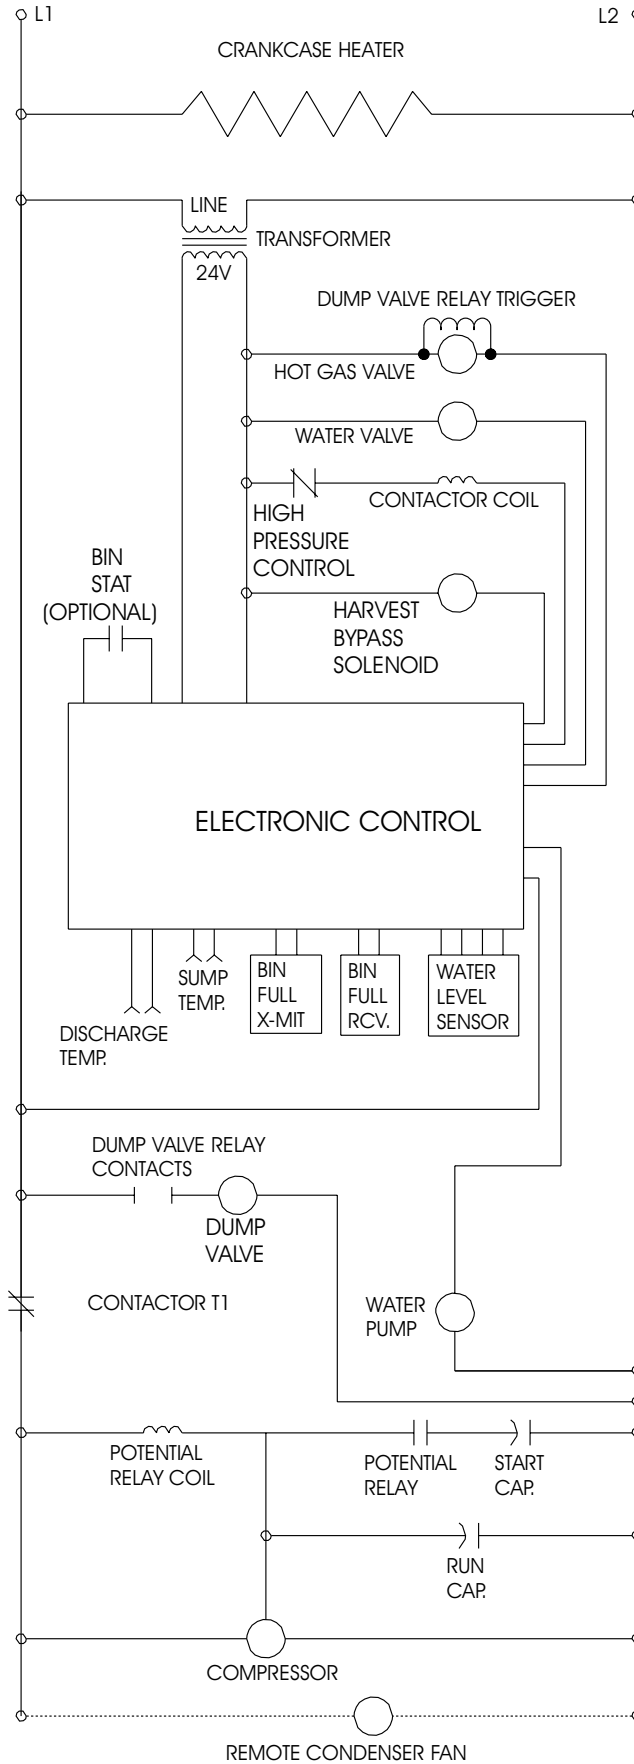 L1
L2
CRANKCASE HEATER
LINE
TRANSFORMER
24V
DUMP VALVE RELAY TRIGGER
HOT GAS VALVE
WATER VALVE
CONTACTOR COIL
HIGH
PRESSURE
CONTROL
BIN
STAT
(OPTIONAL)
HARVEST
BYPASS
SOLENOID
ELECTRONIC CONTROL
DISCHARGE
TEMP.
SUMP
TEMP.
BIN
FULL
X-MIT
BIN
FULL
RCV.
WATER
LEVEL
SENSOR
DUMP VALVE RELAY
CONTACTS
DUMP
VALVE
CONTACTOR T1
WATER
PUMP
POTENTIAL
RELAY COIL
POTENTIAL
RELAY
START
CAP.
RUN
CAP.
COMPRESSOR
REMOTE CONDENSER FAN